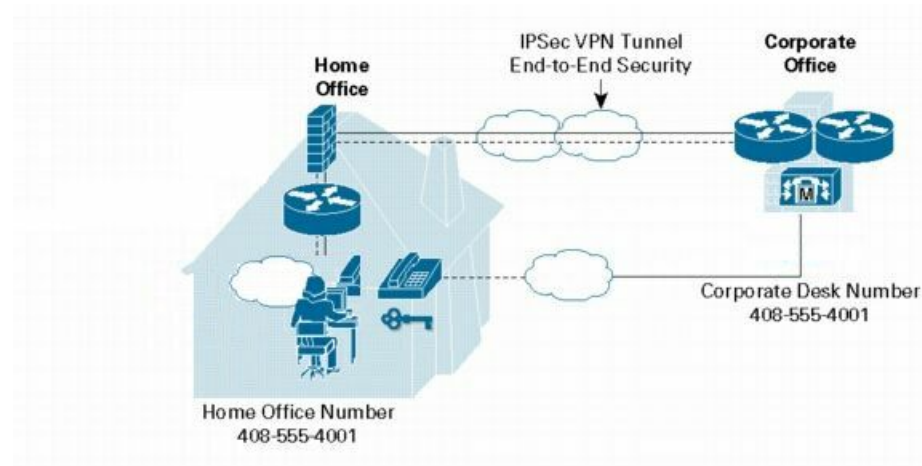 IPSec VPN Tunnel
End-to-End Security
Corporate
Office
Home
Office
M
Corporate Desk Number
408-555-4001
Home Office Number
408-555-4001